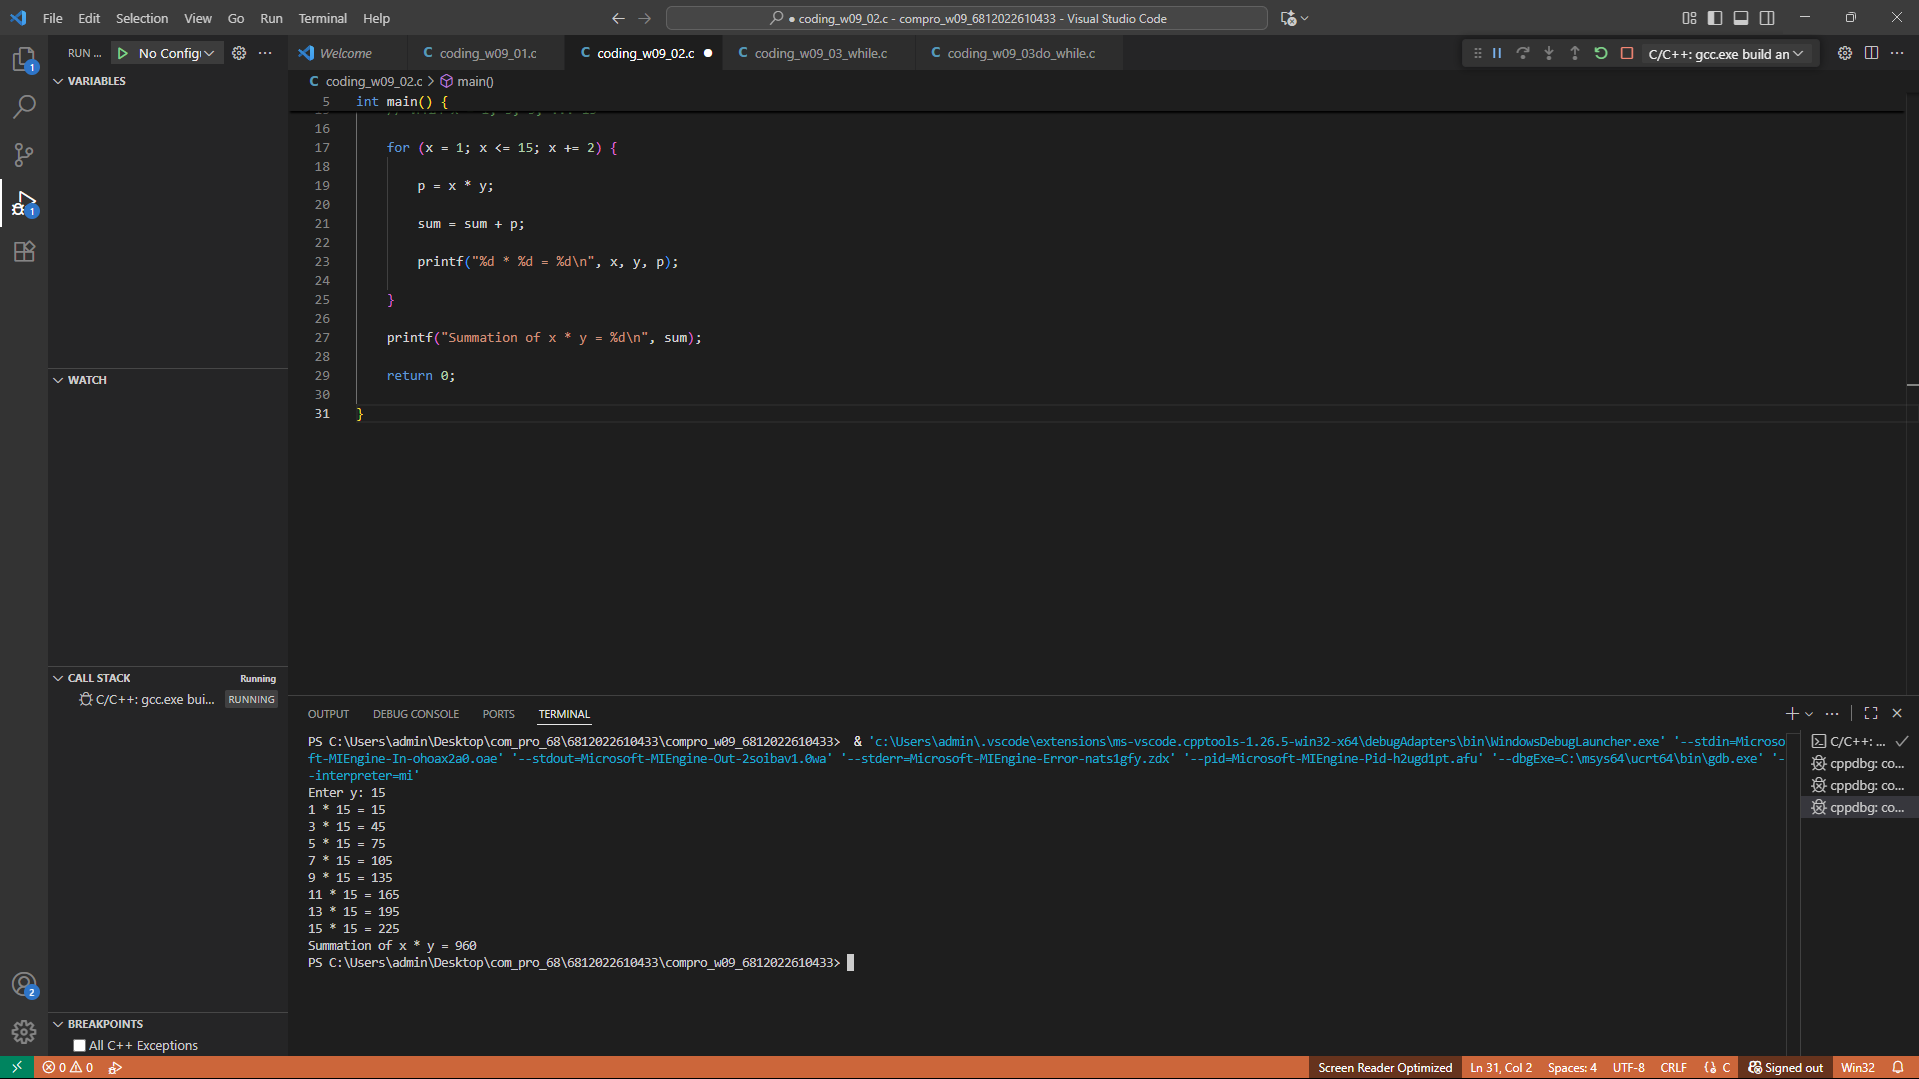 File Edit Selection View Go Run Terminal Help
● coding_w09_02.c - compro_w09_6812022610433 - Visual Studio Code
RUN ... No Config
Welcome
coding_w09_01.c
coding_w09_02.c
coding_w09_03_while.c
coding_w09_03do_while.c
C/C++: gcc.exe build an
VARIABLES
coding_w09_02.c > main()
5 int main() {
16
17 for (x = 1; x <= 15; x += 2) {
18
19 p = x * y;
20
21 sum = sum + p;
22
23 printf("%d * %d = %d\n", x, y, p);
24
25 }
26
27 printf("Summation of x * y = %d\n", sum);
28
29 return 0;
30
31 }
WATCH
CALL STACK Running
C/C++: gcc.exe bui... RUNNING
BREAKPOINTS
All C++ Exceptions
OUTPUT DEBUG CONSOLE PORTS TERMINAL
PS C:\Users\admin\Desktop\com_pro_68\6812022610433\compro_w09_6812022610433> & 'c:\Users\admin\.vscode\extensions\ms-vscode.cpptools-1.26.5-win32-x64\debugAdapters\bin\WindowsDebugLauncher.exe' '--stdin=Microso
ft-MIEngine-In-ohoax2a0.oae' '--stdout=Microsoft-MIEngine-Out-2soibav1.0wa' '--stderr=Microsoft-MIEngine-Error-nats1gfy.zdx' '--pid=Microsoft-MIEngine-Pid-h2ugd1pt.afu' '--dbgExe=C:\msys64\ucrt64\bin\gdb.exe' '-
-interpreter=mi'
Enter y: 15
1 * 15 = 15
3 * 15 = 45
5 * 15 = 75
7 * 15 = 105
9 * 15 = 135
11 * 15 = 165
13 * 15 = 195
15 * 15 = 225
Summation of x * y = 960
PS C:\Users\admin\Desktop\com_pro_68\6812022610433\compro_w09_6812022610433>
C/C++: ...
cppdbg: co...
cppdbg: co...
cppdbg: co...
0 0
Screen Reader Optimized Ln 31, Col 2 Spaces: 4 UTF-8 CRLF {} C Signed out Win32